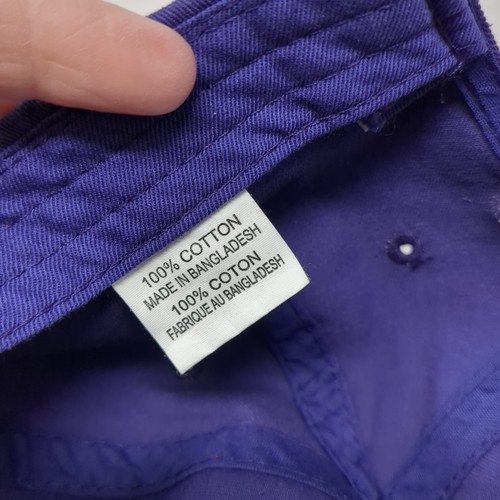 100% COTTON
MADE IN BANGLADESH
100% COTON
FABRIQUE AU BANGLADESH